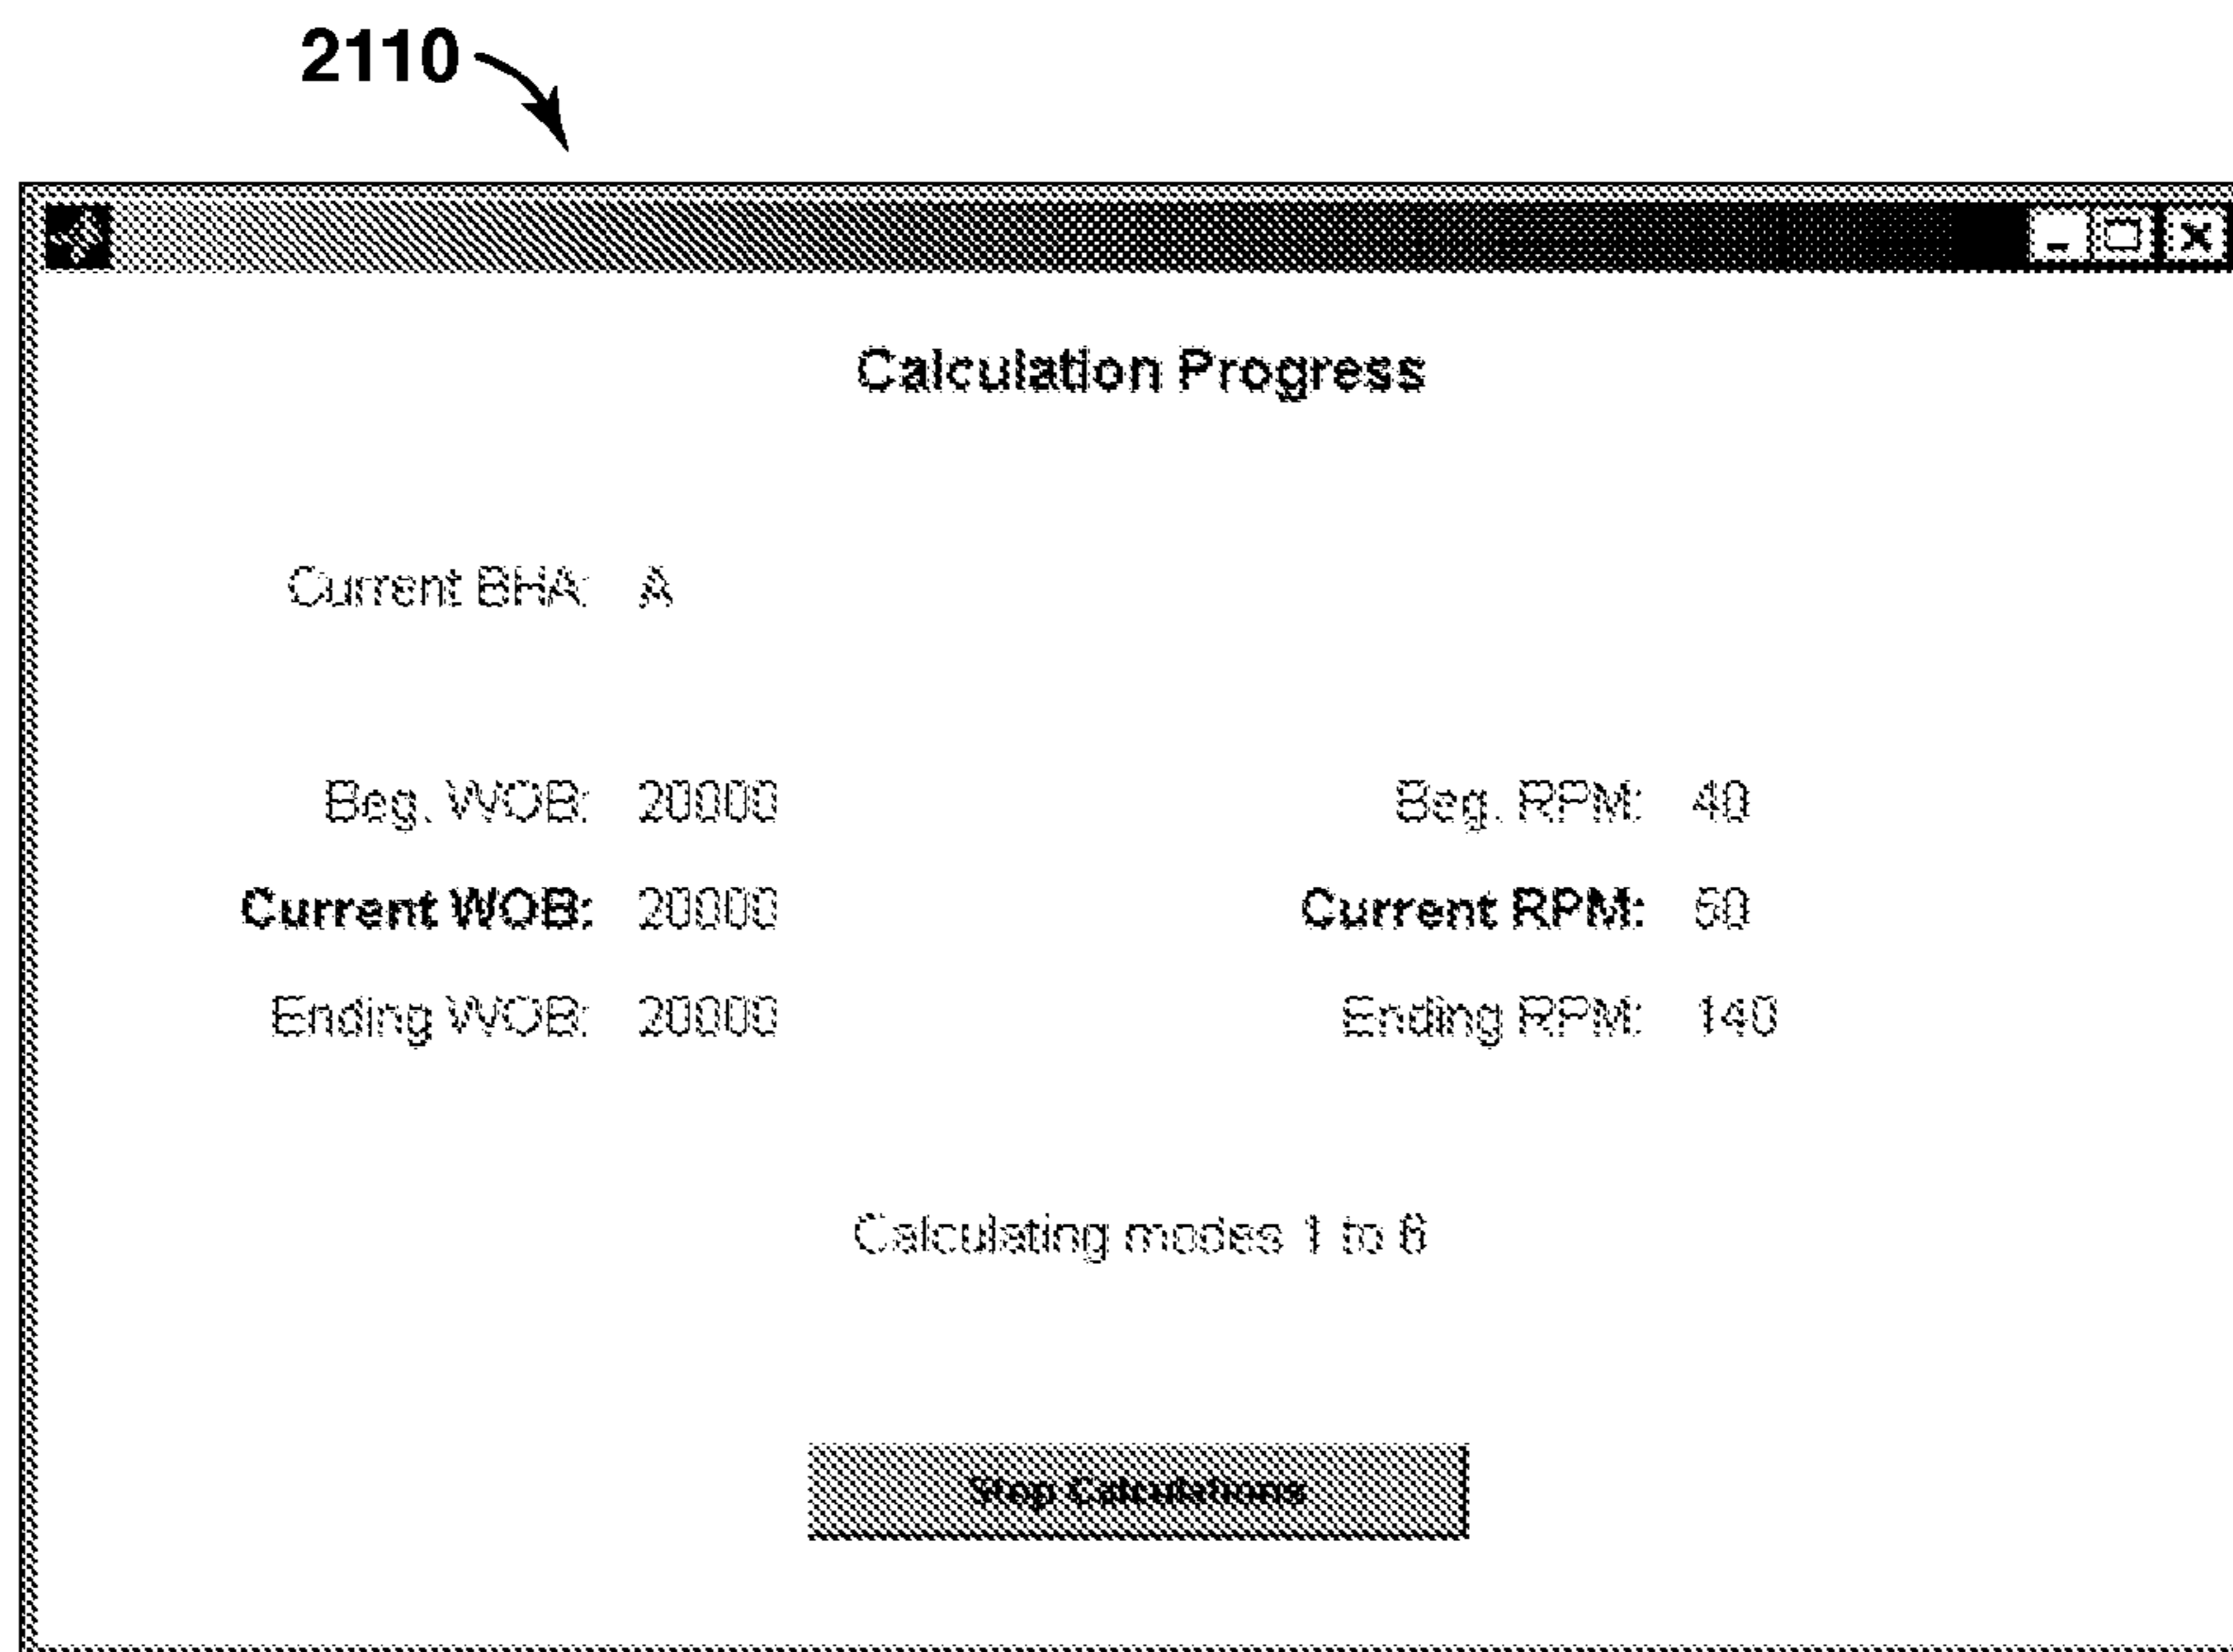 2110
Calculation Progress
Current BHA: A
Beg. WOB: 20000 Beg. RPM: 40
Current WOB: 20000 Current RPM:
Ending WOB: 20000 Ending RPM: 140
Calculating modes 1 to 6
Stop Calculations